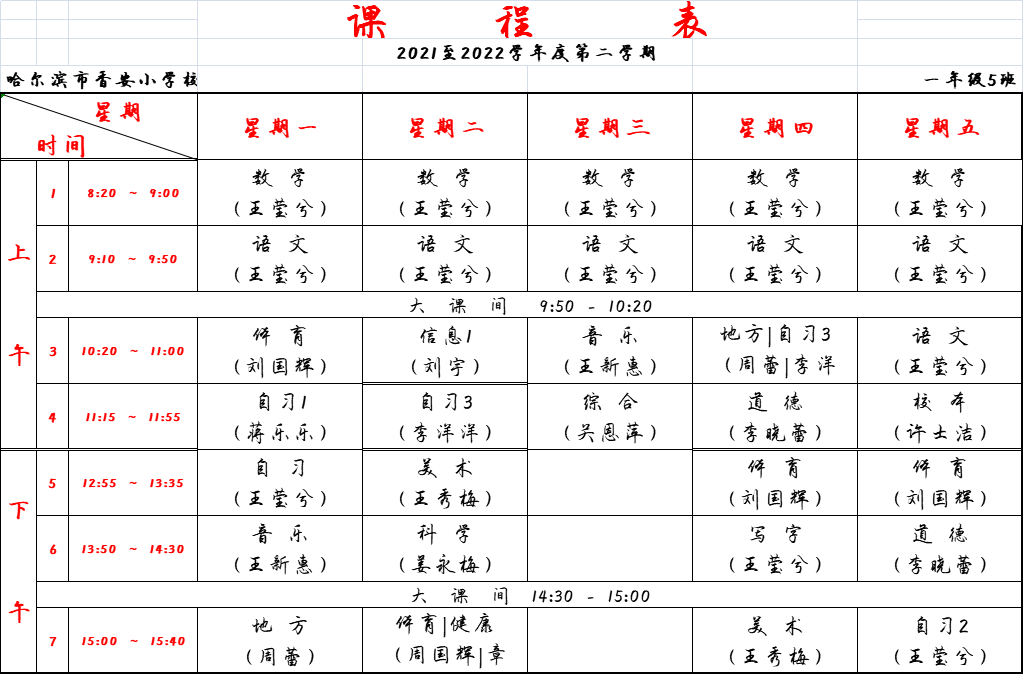 课 程 表
2021至2022学年度第二学期
哈尔滨市香安小学校 一年级5班
星期
时间
星期一 星期二 星期三 星期四 星期五
上午
1 8:20 ~ 9:00 数 学 数 学 数 学 数 学 数 学
(王莹兮) (王莹兮) (王莹兮) (王莹兮) (王莹兮)
2 9:10 ~ 9:50 语 文 语 文 语 文 语 文 语 文
(王莹兮) (王莹兮) (王莹兮) (王莹兮) (王莹兮)
大 课 间 9:50 - 10:20
3 10:20 ~ 11:00 体 育 信息1 音 乐 地方|自习3 语 文
(刘国辉) (刘宇) (王新惠) (周蕾|李洋 (王莹兮)
4 11:15 ~ 11:55 自习1 自习3 综 合 道 德 校 本
(蒋乐乐) (李洋洋) (吴恩萍) (李晓蕾) (许士洁)
下午
5 12:55 ~ 13:35 自 习 美 术 体 育 体 育
(王莹兮) (王秀梅) (刘国辉) (刘国辉)
6 13:50 ~ 14:30 音 乐 科 学 写 字 道 德
(王新惠) (姜永梅) (王莹兮) (李晓蕾)
大 课 间 14:30 - 15:00
7 15:00 ~ 15:40 地 方 体育|健康 美 术 自习2
(周蕾) (周国辉|章 (王秀梅) (王莹兮)